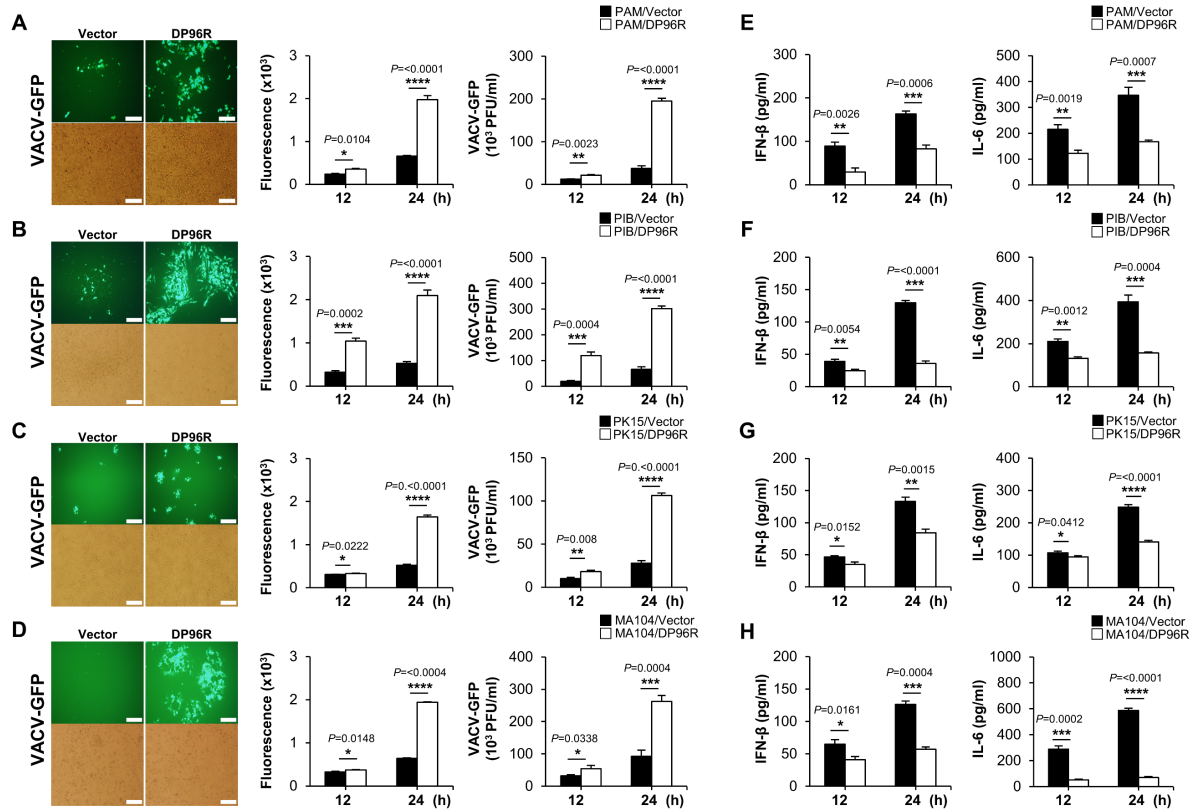 A
Vector
DP96R
VACV-GFP
Fluorescence (x10³)
3
2
1
0
P=0.0104
*
P=<0.0001
****
12
24 (h)
PAM/Vector
PAM/DP96R
VACV-GFP
(10³ PFU/ml)
300
200
100
0
P=0.0023
**
P=<0.0001
****
12
24 (h)
E
PAM/Vector
PAM/DP96R
IFN-β (pg/ml)
300
200
100
0
P=0.0026
**
P=0.0006
***
12
24 (h)
IL-6 (pg/ml)
500
400
300
200
100
0
P=0.0019
**
P=0.0007
***
12
24 (h)
B
Vector
DP96R
VACV-GFP
Fluorescence (x10³)
3
2
1
0
P=0.0002
***
P=<0.0001
****
12
24 (h)
PIB/Vector
PIB/DP96R
VACV-GFP
(10³ PFU/ml)
500
400
300
200
100
0
P=0.0004
***
P=<0.0001
****
12
24 (h)
F
PIB/Vector
PIB/DP96R
IFN-β (pg/ml)
200
150
100
50
0
P=0.0054
**
P=<0.0001
***
12
24 (h)
IL-6 (pg/ml)
600
400
200
0
P=0.0012
**
P=0.0004
***
12
24 (h)
C
Vector
DP96R
VACV-GFP
Fluorescence (x10³)
3
2
1
0
P=0.0222
*
P=0.<0.0001
****
12
24 (h)
PK15/Vector
PK15/DP96R
VACV-GFP
(10³ PFU/ml)
150
100
50
0
P=0.008
**
P=0.<0.0001
****
12
24 (h)
G
PK15/Vector
PK15/DP96R
IFN-β (pg/ml)
200
150
100
50
0
P=0.0152
*
P=0.0015
**
12
24 (h)
IL-6 (pg/ml)
400
300
200
100
0
P=0.0412
*
P=<0.0001
****
12
24 (h)
D
Vector
DP96R
VACV-GFP
Fluorescence (x10³)
3
2
1
0
P=0.0148
*
P=<0.0004
****
12
24 (h)
MA104/Vector
MA104/DP96R
VACV-GFP
(10³ PFU/ml)
400
300
200
100
0
P=0.0338
*
P=0.0004
***
12
24 (h)
H
MA104/Vector
MA104/DP96R
IFN-β (pg/ml)
200
150
100
50
0
P=0.0161
*
P=0.0004
***
12
24 (h)
IL-6 (pg/ml)
1000
750
500
250
0
P=0.0002
***
P=<0.0001
****
12
24 (h)